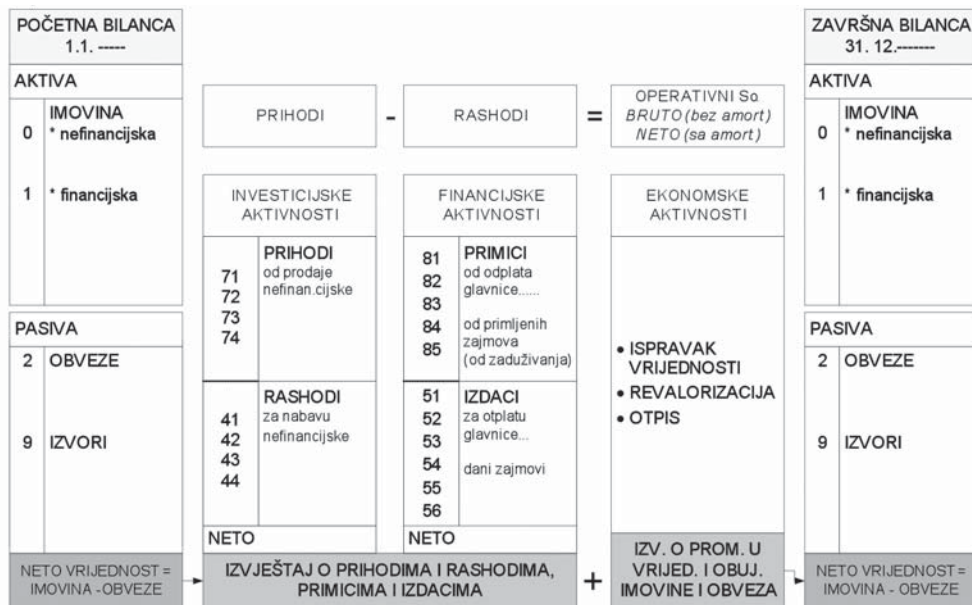 POČETNA BILANCA
1.1. -----
AKTIVA
IMOVINA
0 * nefinancijska
1 * financijska
PASIVA
2 OBVEZE
9 IZVORI
NETO VRIJEDNOST =
IMOVINA -OBVEZE
PRIHODI
-
RASHODI
=
OPERATIVNI So
BRUTO (bez amort)
NETO (sa amort)
INVESTICIJSKE
AKTIVNOSTI
PRIHODI
od prodaje
nefinan.cijske
71
72
73
74
RASHODI
za nabavu
nefinancijske
41
42
43
44
NETO
FINANCIJSKE
AKTIVNOSTI
81
82
83
84
85
PRIMICI
od odplata
glavnice......
od primljenih
zajmova
(od zaduživanja)
51
52
53
54
55
56
IZDACI
za otplatu
glavnice...
dani zajmovi
NETO
IZVJEŠTAJ O PRIHODIMA I RASHODIMA,
PRIMICIMA I IZDACIMA
+
EKONOMSKE
AKTIVNOSTI
• ISPRAVAK
VRIJEDNOSTI
• REVALORIZACIJA
• OTPIS
IZV. O PROM. U
VRIJED. I OBUJ.
IMOVINE I OBVEZA
ZAVRŠNA BILANCA
31. 12.-------
AKTIVA
IMOVINA
0 * nefinancijska
1 * financijska
PASIVA
2 OBVEZE
9 IZVORI
NETO VRIJEDNOST =
IMOVINA - OBVEZE